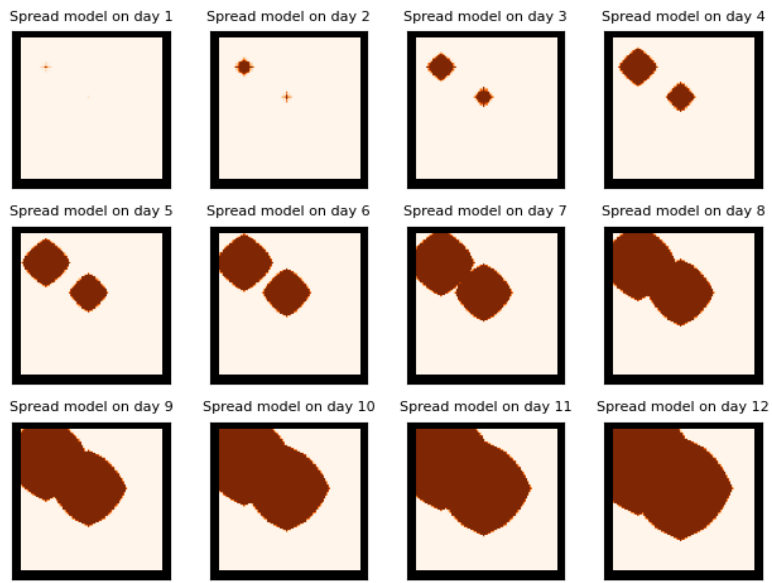 Spread model on day 1
Spread model on day 2
Spread model on day 3
Spread model on day 4
Spread model on day 5
Spread model on day 6
Spread model on day 7
Spread model on day 8
Spread model on day 9
Spread model on day 10
Spread model on day 11
Spread model on day 12